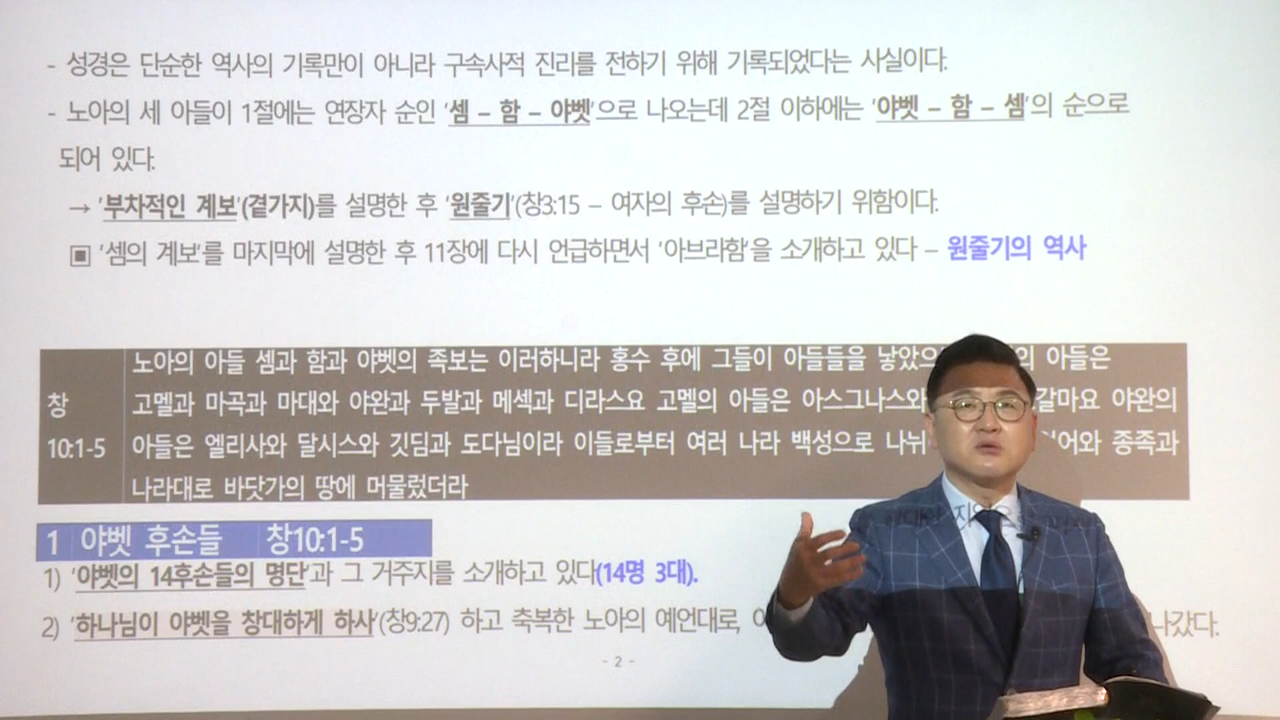 - 성경은 단순한 역사의 기록만이 아니라 구속사적 진리를 전하기 위해 기록되었다는 사실이다.
- 노아의 세 아들이 1절에는 연장자 순인 '셈 – 함 – 야벳'으로 나오는데 2절 이하에는 '야벳 – 함 – 셈'의 순으로
되어 있다.
→ '부차적인 계보'(곁가지)를 설명한 후 '원줄기'(창3:15 – 여자의 후손)를 설명하기 위함이다.
▣ '셈의 계보'를 마지막에 설명한 후 11장에 다시 언급하면서 '아브라함'을 소개하고 있다 – 원줄기의 역사
창
10:1-5
노아의 아들 셈과 함과 야벳의 족보는 이러하니라 홍수 후에 그들이 아들들을 낳았으 의 아들은
고멜과 마곡과 마대와 야완과 두발과 메섹과 디라스요 고멜의 아들은 아스그나스와 갈마요 야완의
아들은 엘리사와 달시스와 깃딤과 도다님이라 이들로부터 여러 나라 백성으로 나뉘 어와 종족과
나라대로 바닷가의 땅에 머물렀더라
1 야벳 후손들 창10:1-5
1) '야벳의 14후손들의 명단'과 그 거주지를 소개하고 있다(14명 3대).
2) '하나님이 야벳을 창대하게 하사'(창9:27) 하고 축복한 노아의 예언대로, 나갔다.
- 2 -